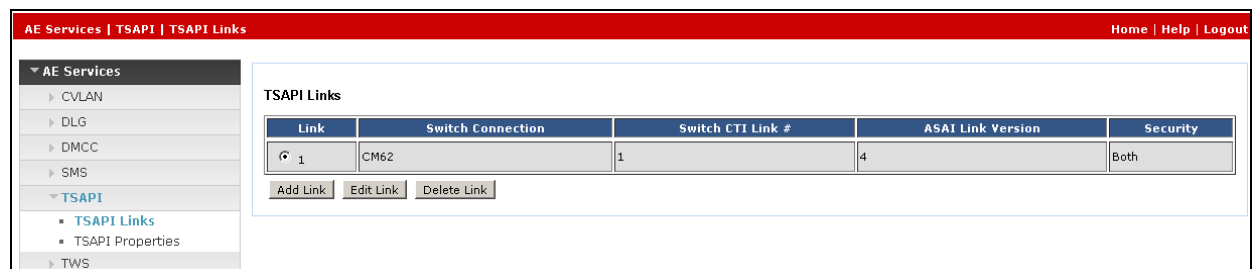 AE Services | TSAPI | TSAPI Links
Home | Help | Logout
AE Services
CVLAN
DLG
DMCC
SMS
TSAPI
TSAPI Links
TSAPI Properties
TWS
TSAPI Links
Link Switch Connection Switch CTI Link # ASAI Link Version Security
1 CM62 1 4 Both
Add Link Edit Link Delete Link